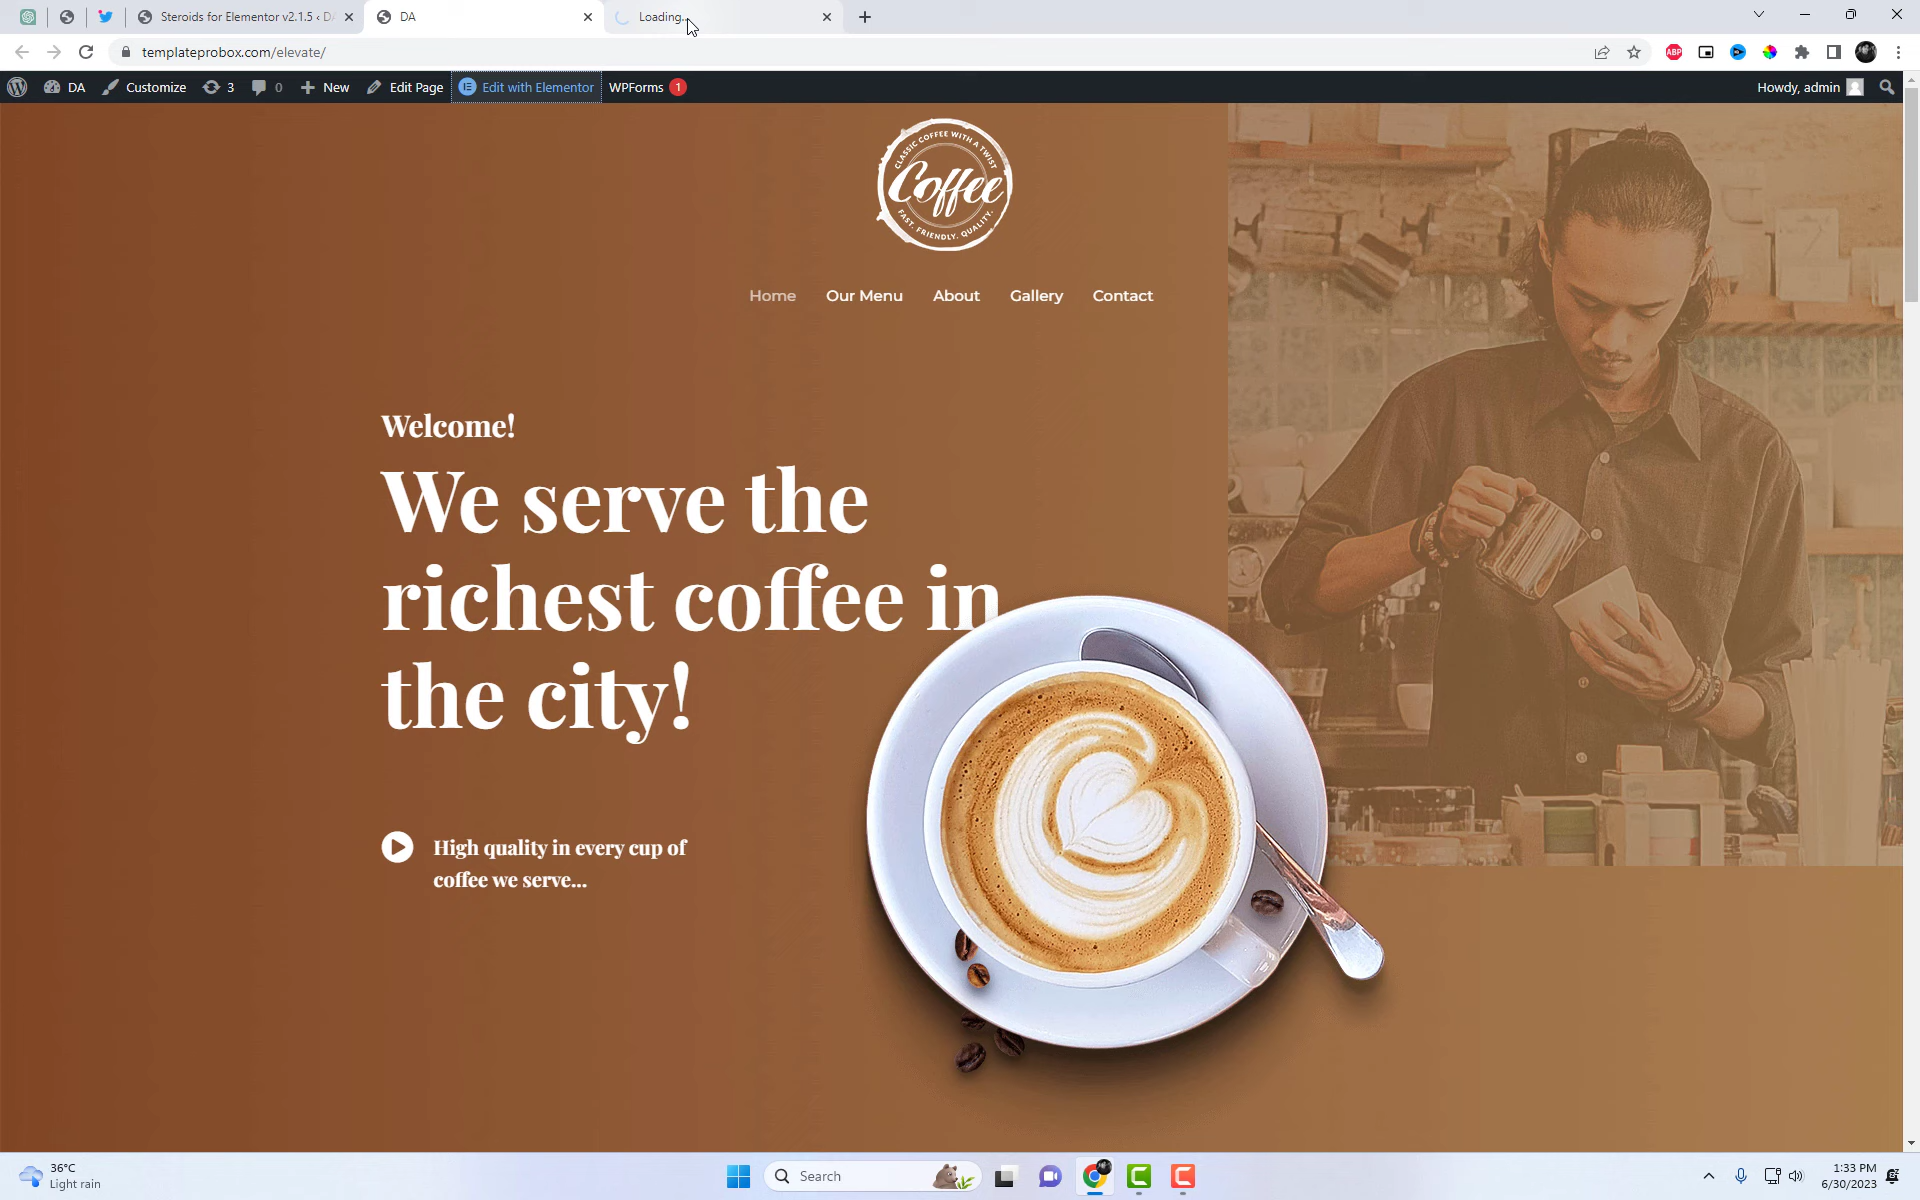 Steroids for Elementor v2.1.5 ‹ D
DA
Loading...
templateprobox.com/elevate/
ABP
DA
Customize
3
0
New
Edit Page
Edit with Elementor
WPForms
1
Howdy, admin
CLASSIC COFFEE WITH A TWIST
Coffee
FAST. FRIENDLY. QUALITY.
Home
Our Menu
About
Gallery
Contact
Welcome!
We serve the
richest coffee in
the city!
High quality in every cup of
coffee we serve...
36°C
Light rain
Search
1:33 PM
6/30/2023